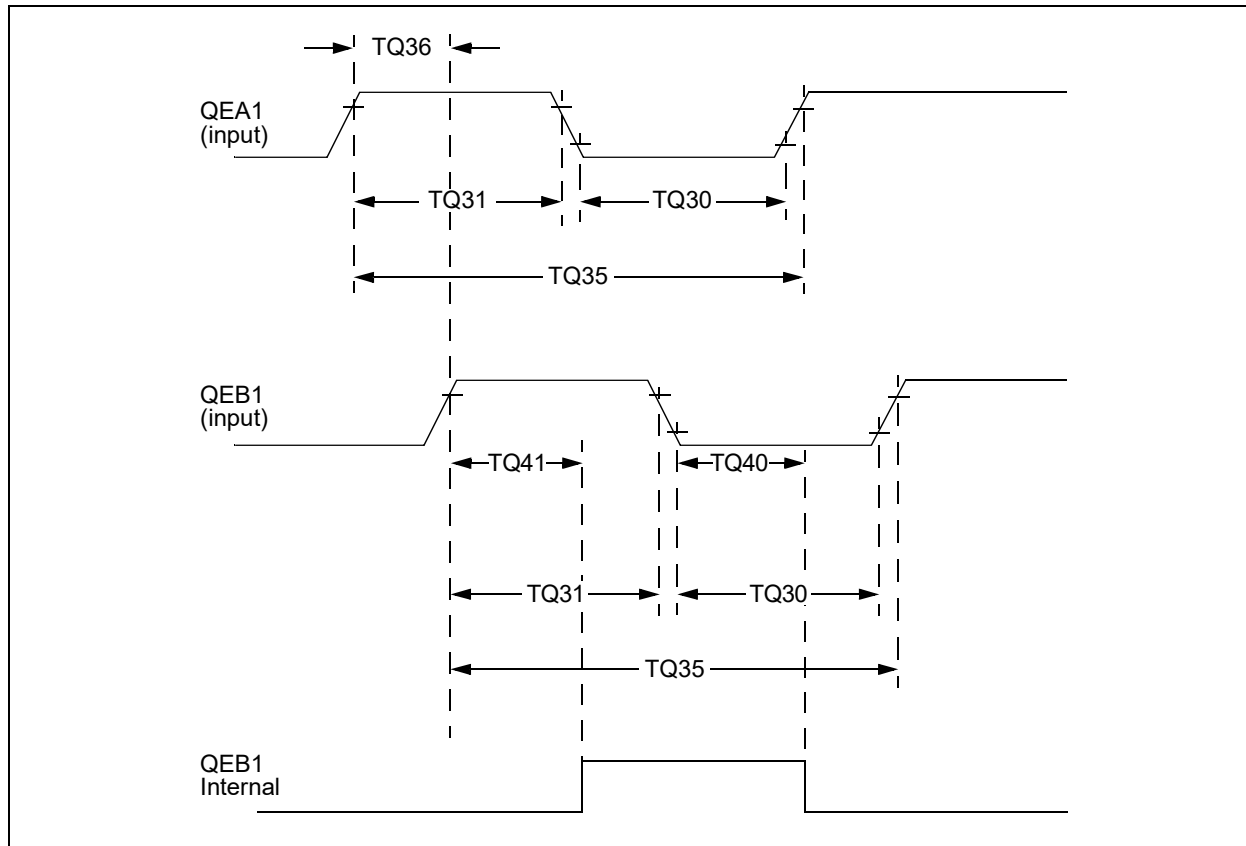 TQ36
QEA1
(input)
TQ31
TQ30
TQ35
QEB1
(input)
TQ41
TQ40
TQ31
TQ30
TQ35
QEB1
Internal